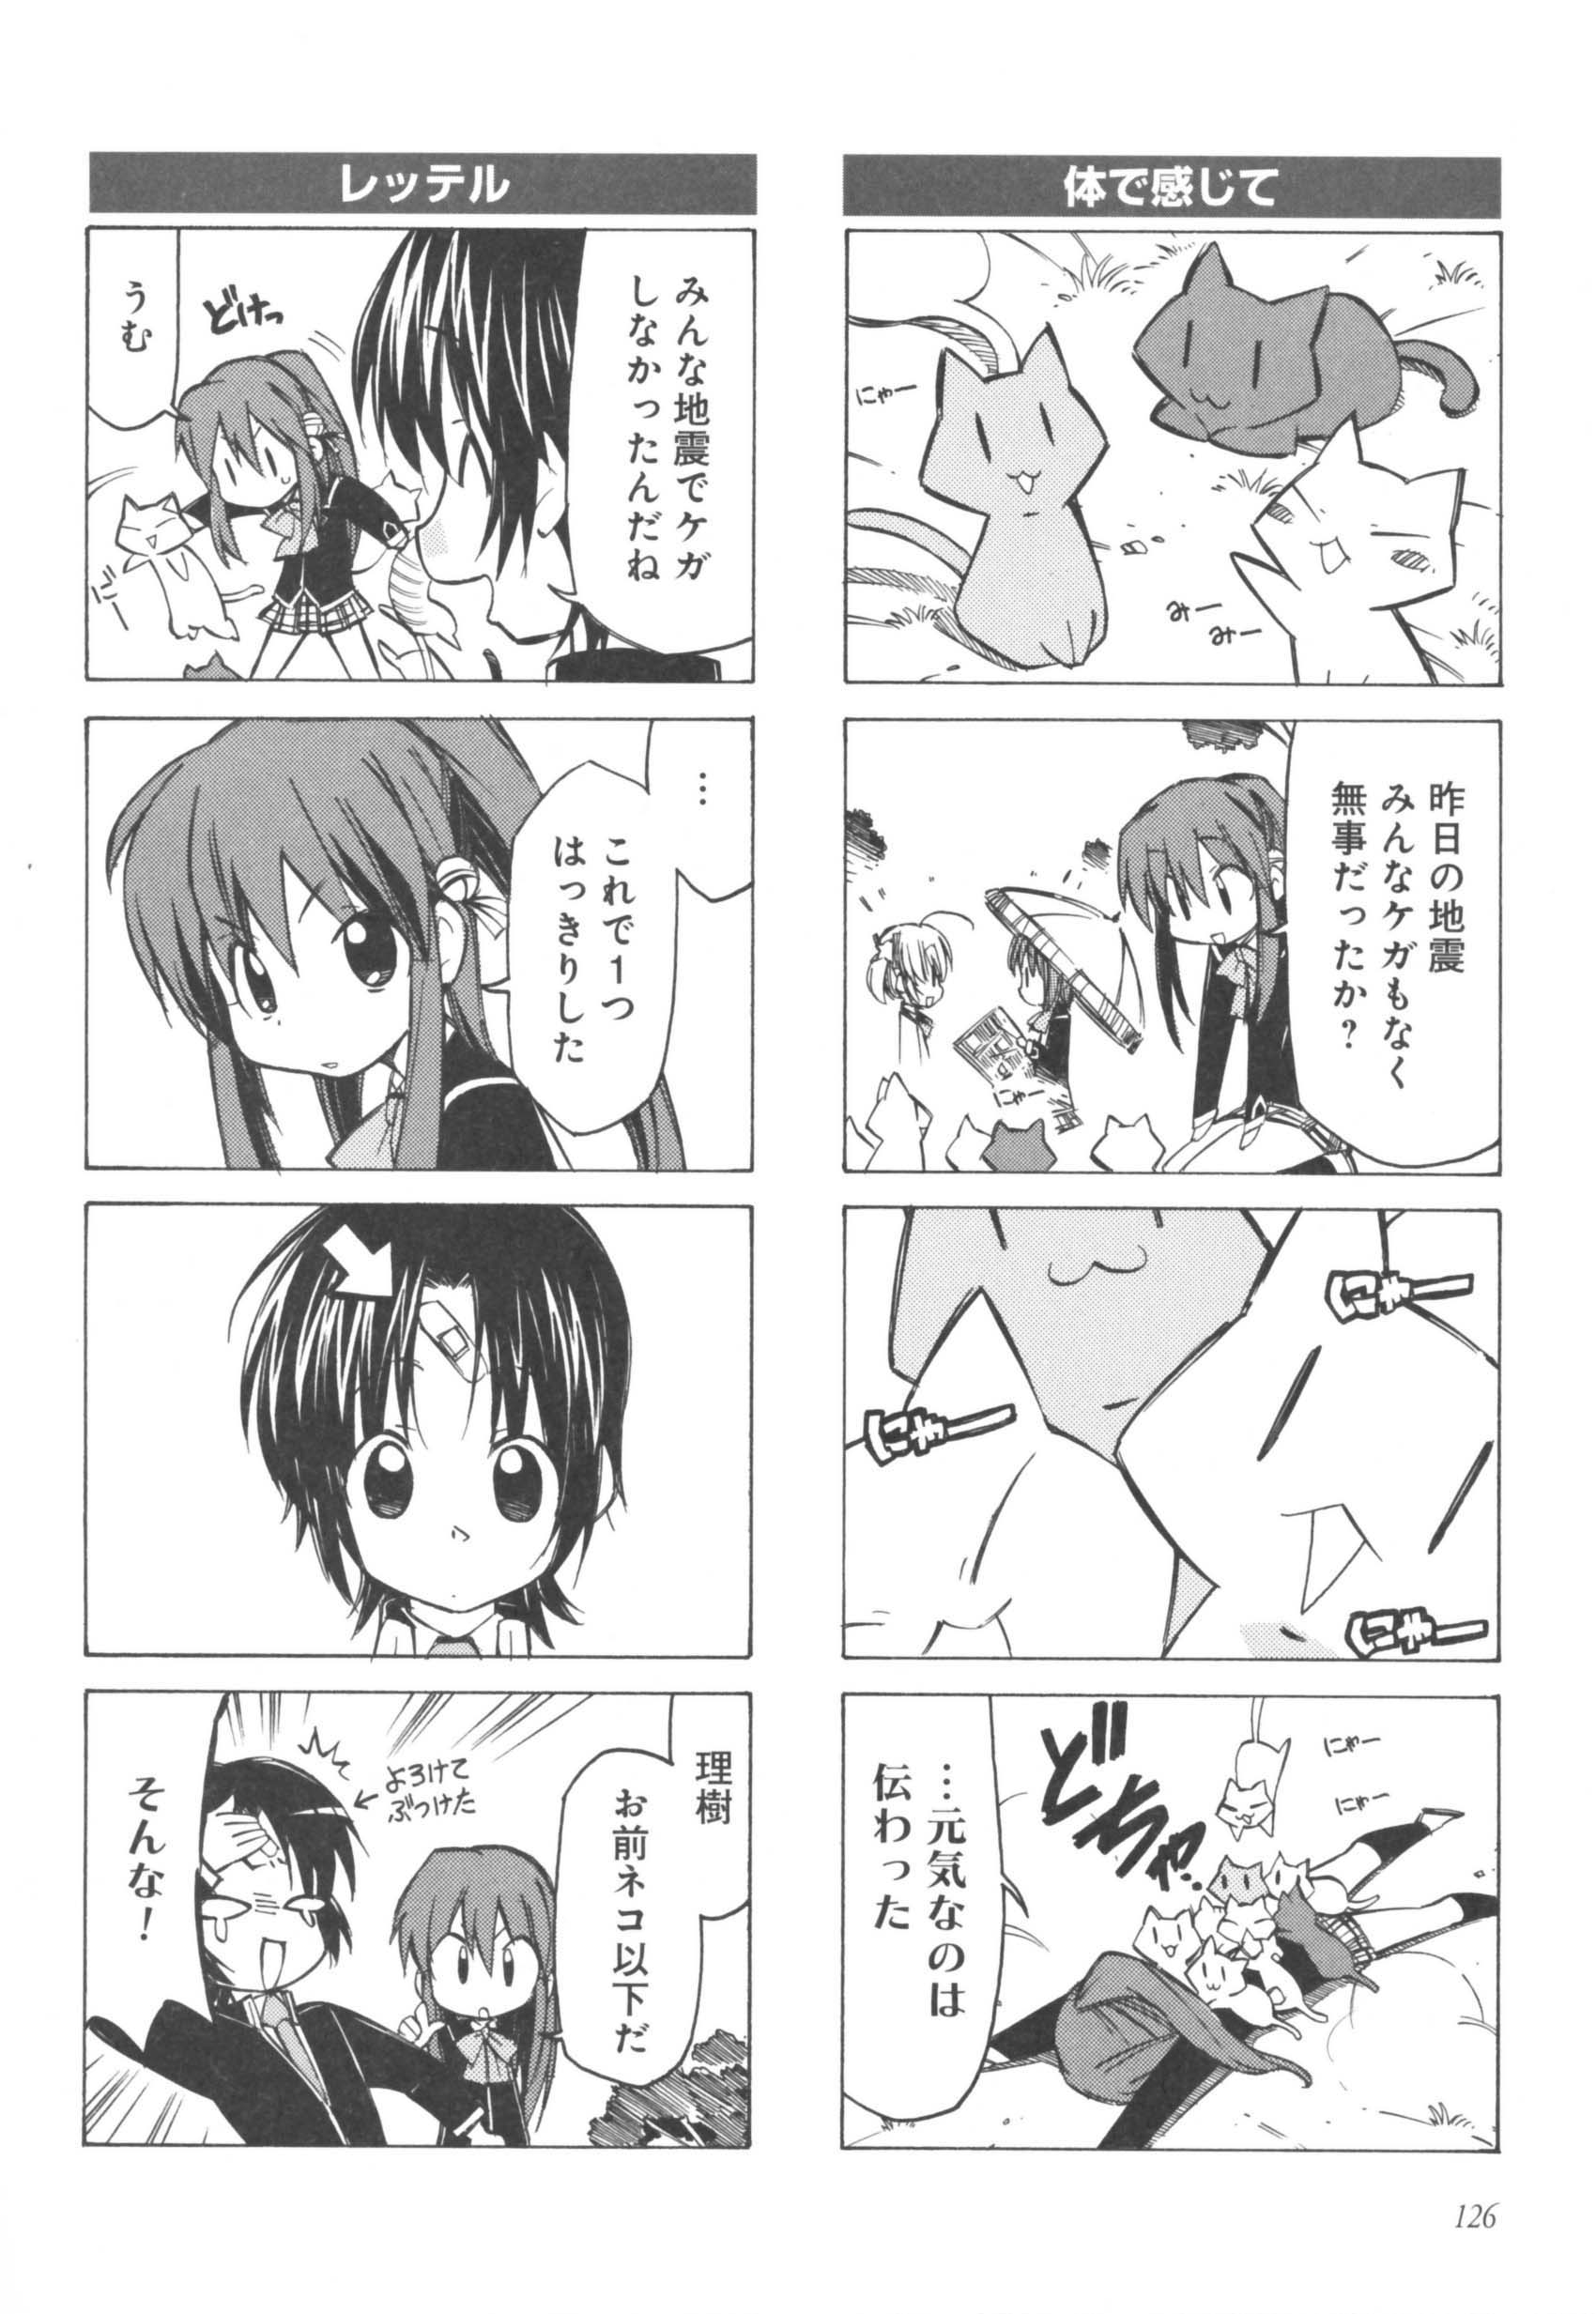 体で感じて
にゃー
みー
みー
昨日の地震
みんなケガもなく
無事だったか?
にゃー
にゃー
にゃー
にゃー
にゃー
にゃー
どちゃっ
…元気なのは
伝わった
レッテル
みんな地震でケガ
しなかったんだね
どけっ
うむ
…
これで1つ
はっきりした
理樹
お前ネコ以下だ
よろけて
ぶつけた
そんな!
126